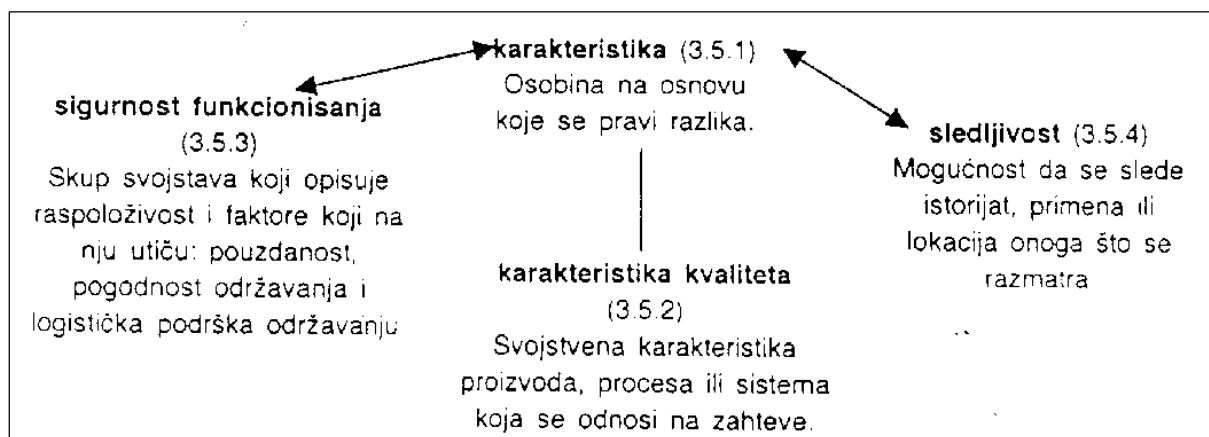 karakteristika (3.5.1)
Osobina na osnovu
koje se pravi razlika.
sigurnost funkcionisanja
(3.5.3)
Skup svojstava koji opisuje
raspoloživost i faktore koji na
nju utiču: pouzdanost,
pogodnost održavanja i
logistička podrška održavanju
sledljivost (3.5.4)
Mogućnost da se slede
istorijat, primena ili
lokacija onoga što se
razmatra
karakteristika kvaliteta
(3.5.2)
Svojstvena karakteristika
proizvoda, procesa ili sistema
koja se odnosi na zahteve.